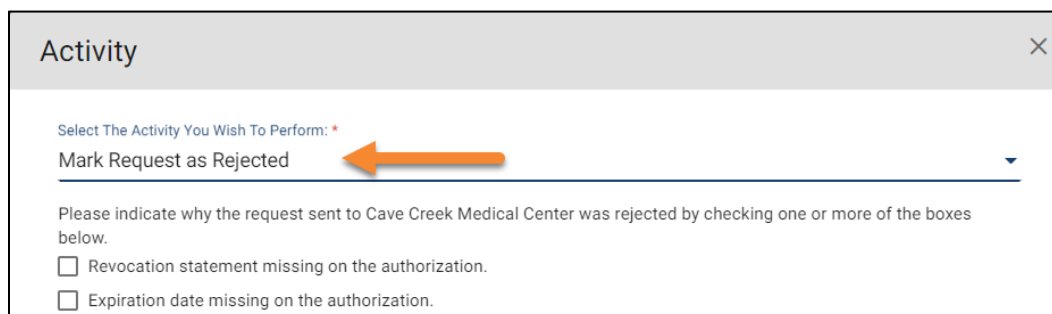 Activity
Select The Activity You Wish To Perform: *
Mark Request as Rejected
Please indicate why the request sent to Cave Creek Medical Center was rejected by checking one or more of the boxes
below.
Revocation statement missing on the authorization.
Expiration date missing on the authorization.